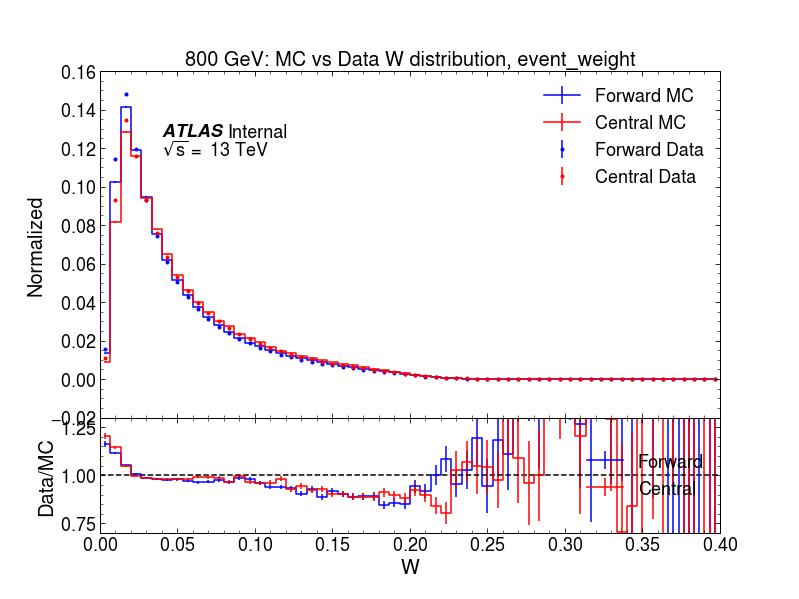 800 GeV: MC vs Data W distribution, event_weight
0.16
0.14
0.12
0.10
0.08
0.06
0.04
0.02
0.00
−0.02
Normalized
ATLAS Internal
√s = 13 TeV
Forward MC
Central MC
Forward Data
Central Data
1.25
1.00
0.75
Data/MC
Forward
Central
0.00 0.05 0.10 0.15 0.20 0.25 0.30 0.35 0.40
W